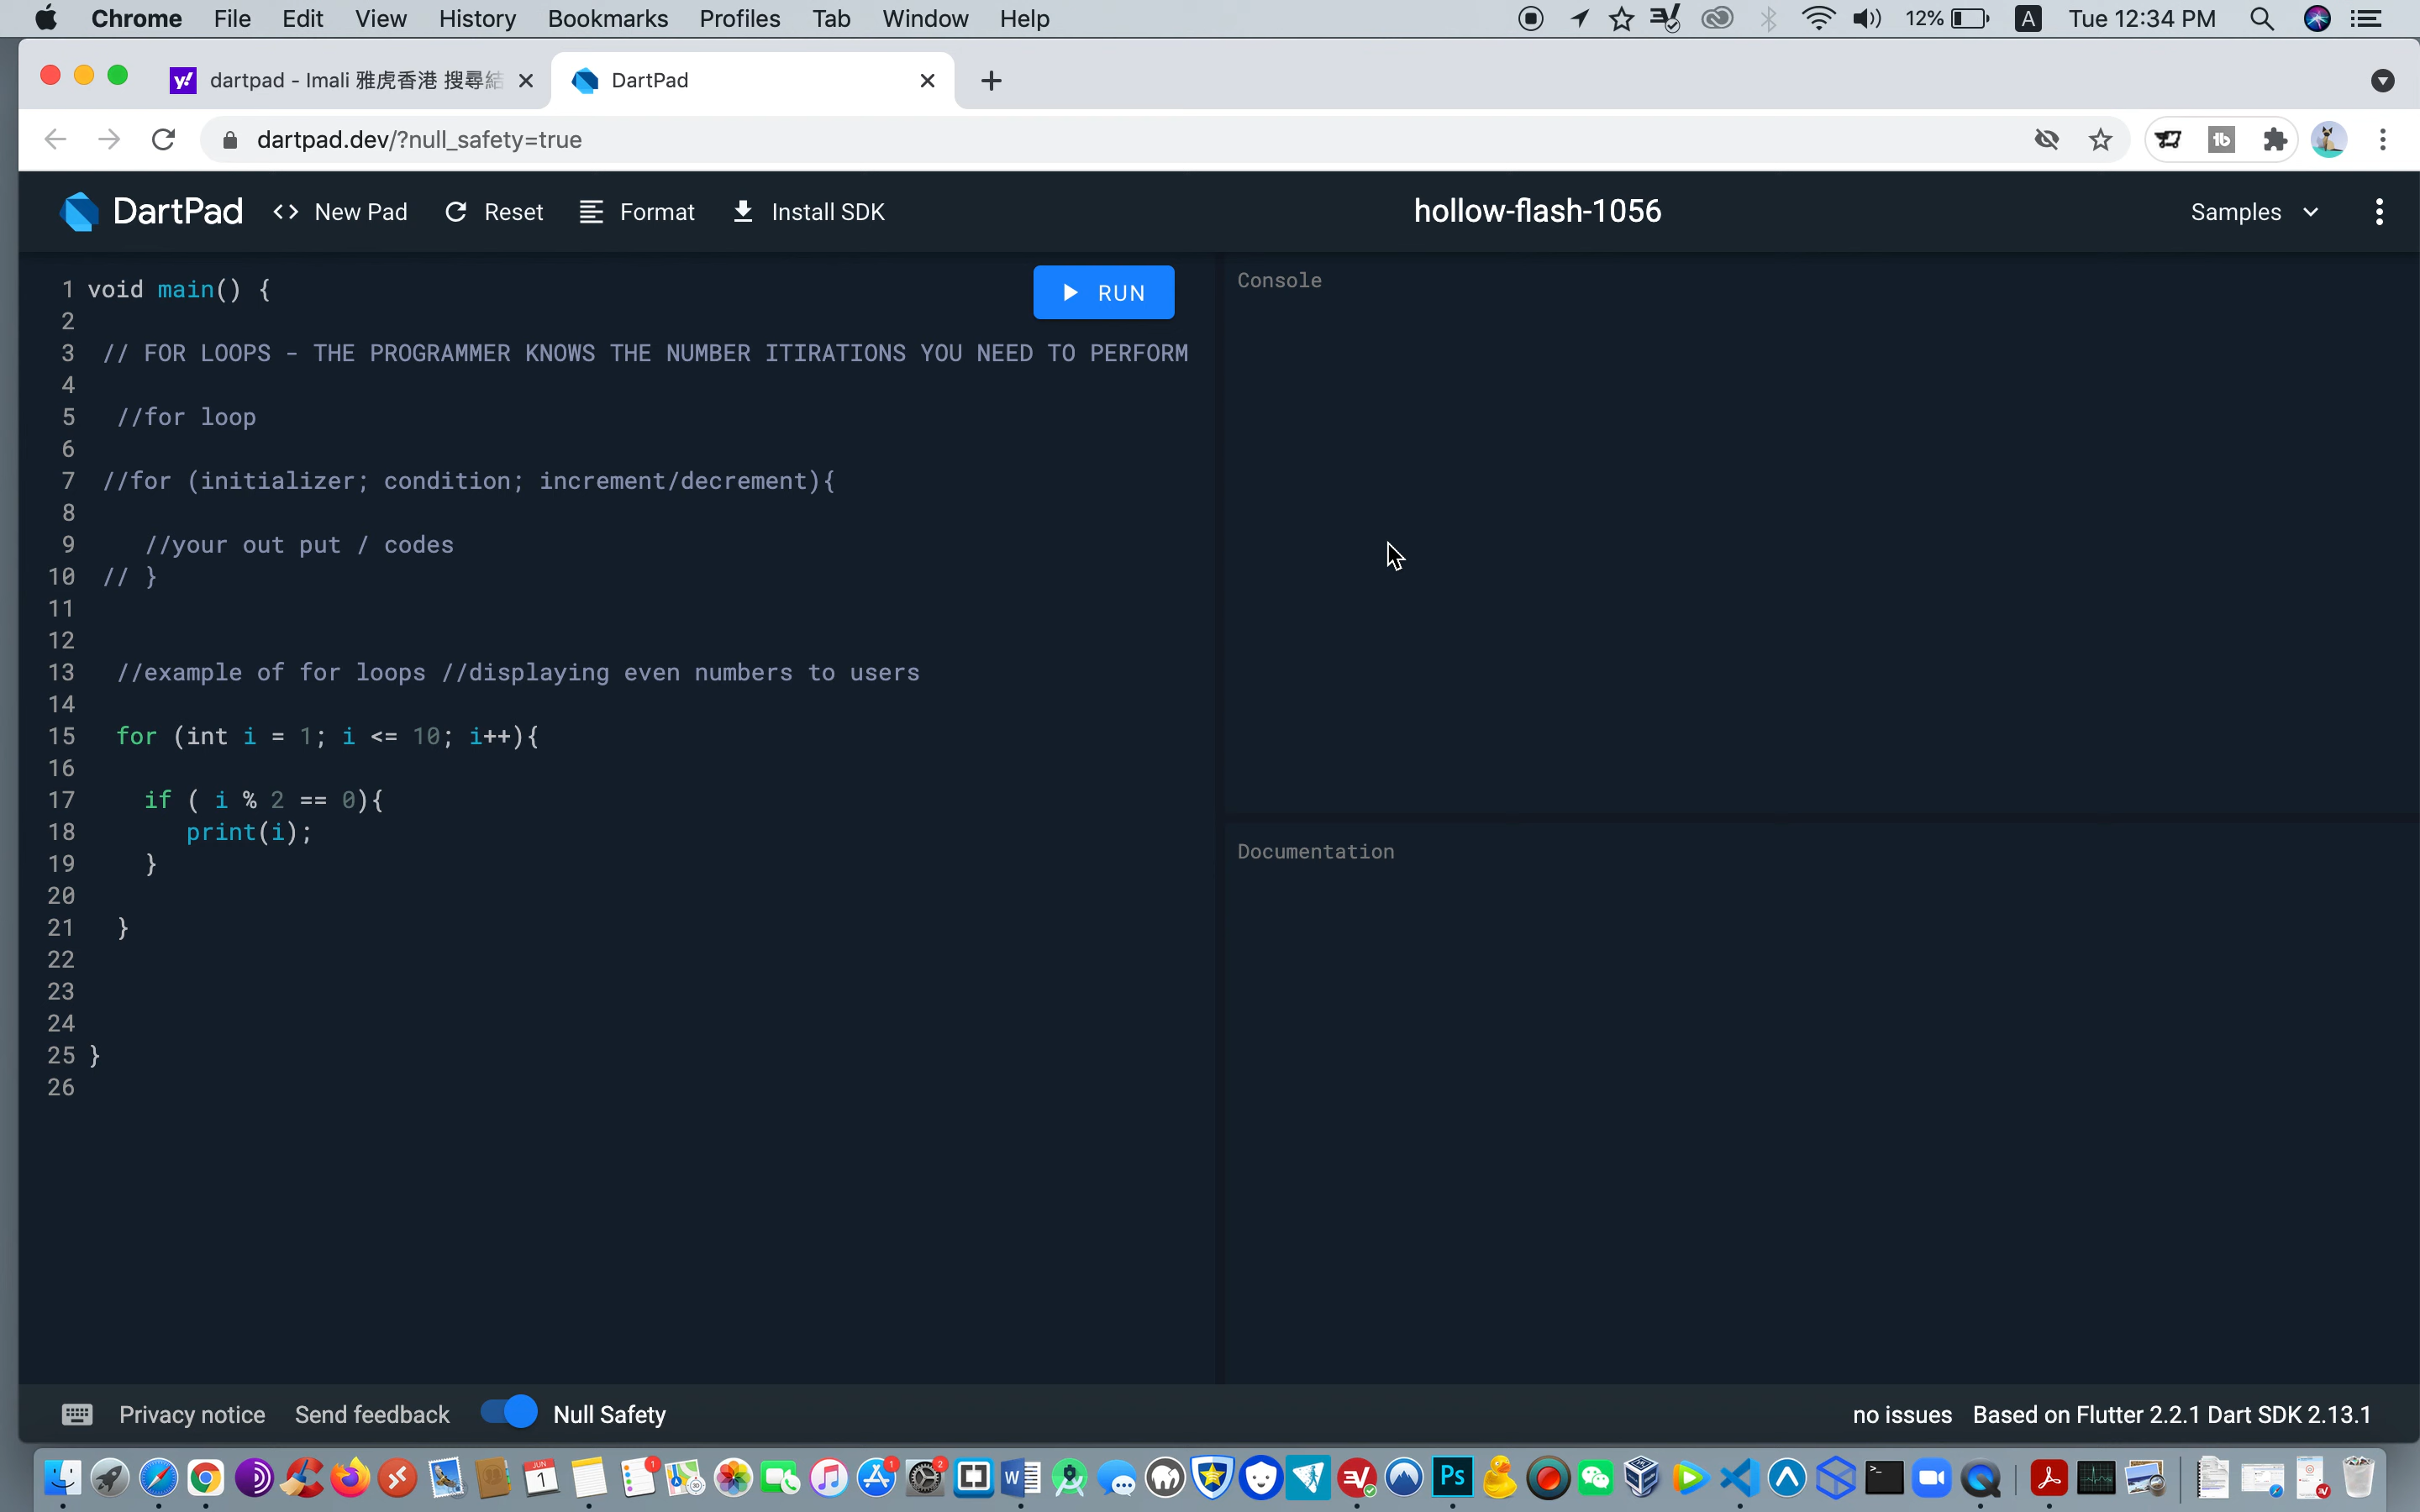 Chrome File Edit View History Bookmarks Profiles Tab Window Help 12% A Tue 12:34 PM
dartpad - Imali 雅虎香港 搜尋結 DartPad
dartpad.dev/?null_safety=true
DartPad <> New Pad Reset Format Install SDK hollow-flash-1056 Samples
RUN
Console
1 void main() {
2
3 // FOR LOOPS - THE PROGRAMMER KNOWS THE NUMBER ITIRATIONS YOU NEED TO PERFORM
4
5 //for loop
6
7 //for (initializer; condition; increment/decrement){
8
9 //your out put / codes
10 // }
11
12
13 //example of for loops //displaying even numbers to users
14
15 for (int i = 1; i <= 10; i++){
16
17 if ( i % 2 == 0){
18 print(i);
19 }
20
21 }
22
23
24
25 }
26
Documentation
Privacy notice Send feedback Null Safety no issues Based on Flutter 2.2.1 Dart SDK 2.13.1
JUN 1 1 1 2 W Ps